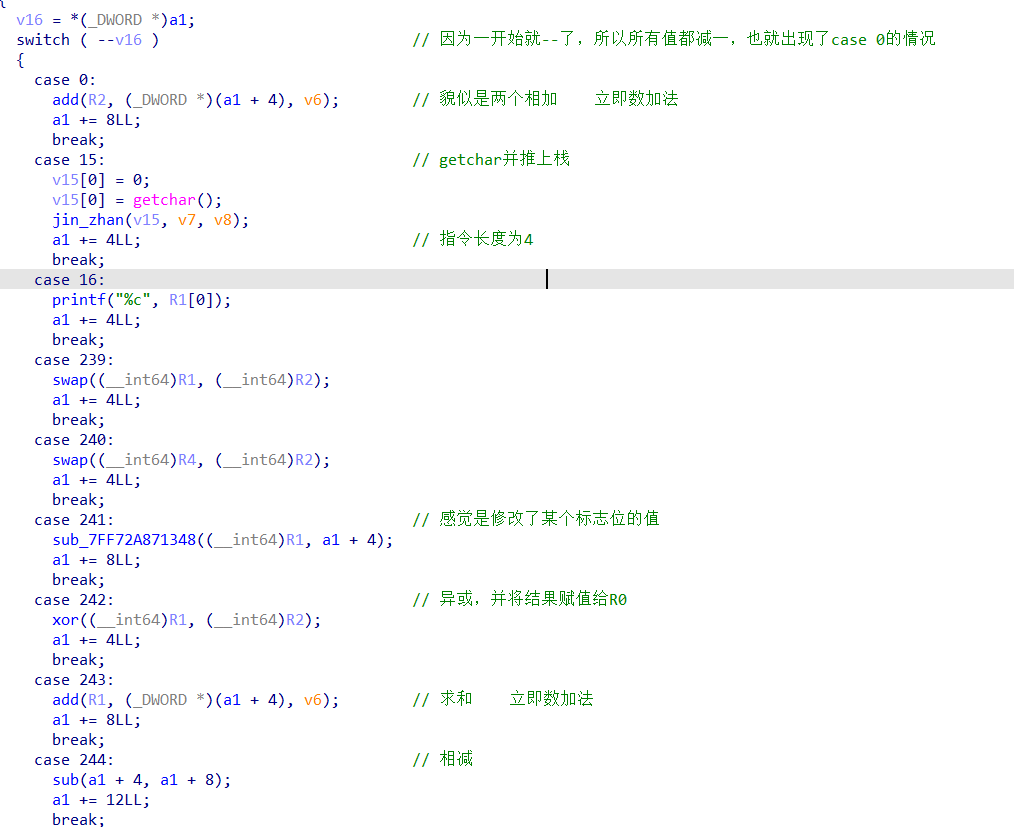 {
v16 = *(_DWORD *)a1;
switch ( --v16 ) // 因为一开始就--了，所以所有值都减一，也就出现了case 0的情况
{
case 0:
add(R2, (_DWORD *)(a1 + 4), v6); // 貌似是两个相加 立即数加法
a1 += 8LL;
break;
case 15: // getchar并推上栈
v15[0] = 0;
v15[0] = getchar();
jin_zhan(v15, v7, v8);
a1 += 4LL; // 指令长度为4
break;
case 16:
printf("%c", R1[0]);
a1 += 4LL;
break;
case 239:
swap((__int64)R1, (__int64)R2);
a1 += 4LL;
break;
case 240:
swap((__int64)R4, (__int64)R2);
a1 += 4LL;
break;
case 241: // 感觉是修改了某个标志位的值
sub_7FF72A871348((__int64)R1, a1 + 4);
a1 += 8LL;
break;
case 242: // 异或，并将结果赋值给R0
xor((__int64)R1, (__int64)R2);
a1 += 4LL;
break;
case 243:
add(R1, (_DWORD *)(a1 + 4), v6); // 求和 立即数加法
a1 += 8LL;
break;
case 244: // 相减
sub(a1 + 4, a1 + 8);
a1 += 12LL;
break;